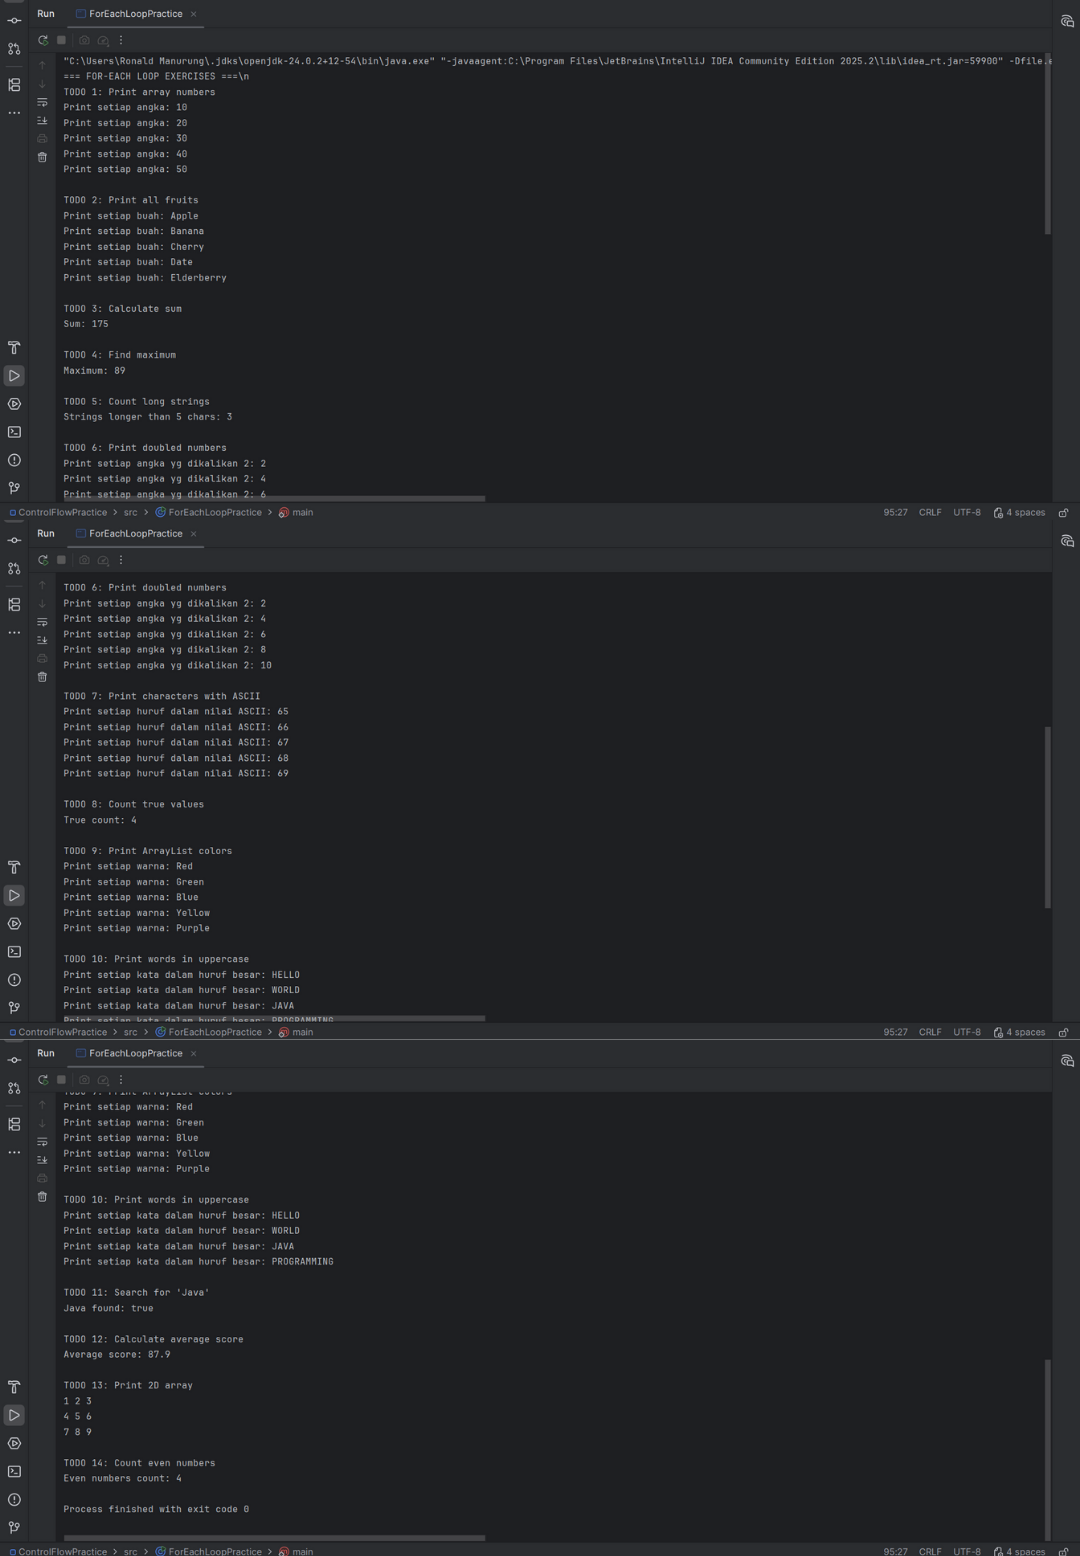 Run ForEachLoopPractice ×
"C:\Users\Ronald Manurung\.jdks\openjdk-24.0.2+12-54\bin\java.exe" "-javaagent:C:\Program Files\JetBrains\IntelliJ IDEA Community Edition 2025.2\lib\idea_rt.jar=59900" -Dfile.e
=== FOR-EACH LOOP EXERCISES ===\n
TODO 1: Print array numbers
Print setiap angka: 10
Print setiap angka: 20
Print setiap angka: 30
Print setiap angka: 40
Print setiap angka: 50
TODO 2: Print all fruits
Print setiap buah: Apple
Print setiap buah: Banana
Print setiap buah: Cherry
Print setiap buah: Date
Print setiap buah: Elderberry
TODO 3: Calculate sum
Sum: 175
TODO 4: Find maximum
Maximum: 89
TODO 5: Count long strings
Strings longer than 5 chars: 3
TODO 6: Print doubled numbers
Print setiap angka yg dikalikan 2: 2
Print setiap angka yg dikalikan 2: 4
Print setiap angka yg dikalikan 2: 6
ControlFlowPractice > src > ForEachLoopPractice > main 95:27 CRLF UTF-8 4 spaces
Run ForEachLoopPractice ×
TODO 6: Print doubled numbers
Print setiap angka yg dikalikan 2: 2
Print setiap angka yg dikalikan 2: 4
Print setiap angka yg dikalikan 2: 6
Print setiap angka yg dikalikan 2: 8
Print setiap angka yg dikalikan 2: 10
TODO 7: Print characters with ASCII
Print setiap huruf dalam nilai ASCII: 65
Print setiap huruf dalam nilai ASCII: 66
Print setiap huruf dalam nilai ASCII: 67
Print setiap huruf dalam nilai ASCII: 68
Print setiap huruf dalam nilai ASCII: 69
TODO 8: Count true values
True count: 4
TODO 9: Print ArrayList colors
Print setiap warna: Red
Print setiap warna: Green
Print setiap warna: Blue
Print setiap warna: Yellow
Print setiap warna: Purple
TODO 10: Print words in uppercase
Print setiap kata dalam huruf besar: HELLO
Print setiap kata dalam huruf besar: WORLD
Print setiap kata dalam huruf besar: JAVA
Print setiap kata dalam huruf besar: PROGRAMMING
ControlFlowPractice > src > ForEachLoopPractice > main 95:27 CRLF UTF-8 4 spaces
Run ForEachLoopPractice ×
TODO 9: Print ArrayList colors
Print setiap warna: Red
Print setiap warna: Green
Print setiap warna: Blue
Print setiap warna: Yellow
Print setiap warna: Purple
TODO 10: Print words in uppercase
Print setiap kata dalam huruf besar: HELLO
Print setiap kata dalam huruf besar: WORLD
Print setiap kata dalam huruf besar: JAVA
Print setiap kata dalam huruf besar: PROGRAMMING
TODO 11: Search for 'Java'
Java found: true
TODO 12: Calculate average score
Average score: 87.9
TODO 13: Print 2D array
1 2 3
4 5 6
7 8 9
TODO 14: Count even numbers
Even numbers count: 4
Process finished with exit code 0
ControlFlowPractice > src > ForEachLoopPractice > main 95:27 CRLF UTF-8 4 spaces